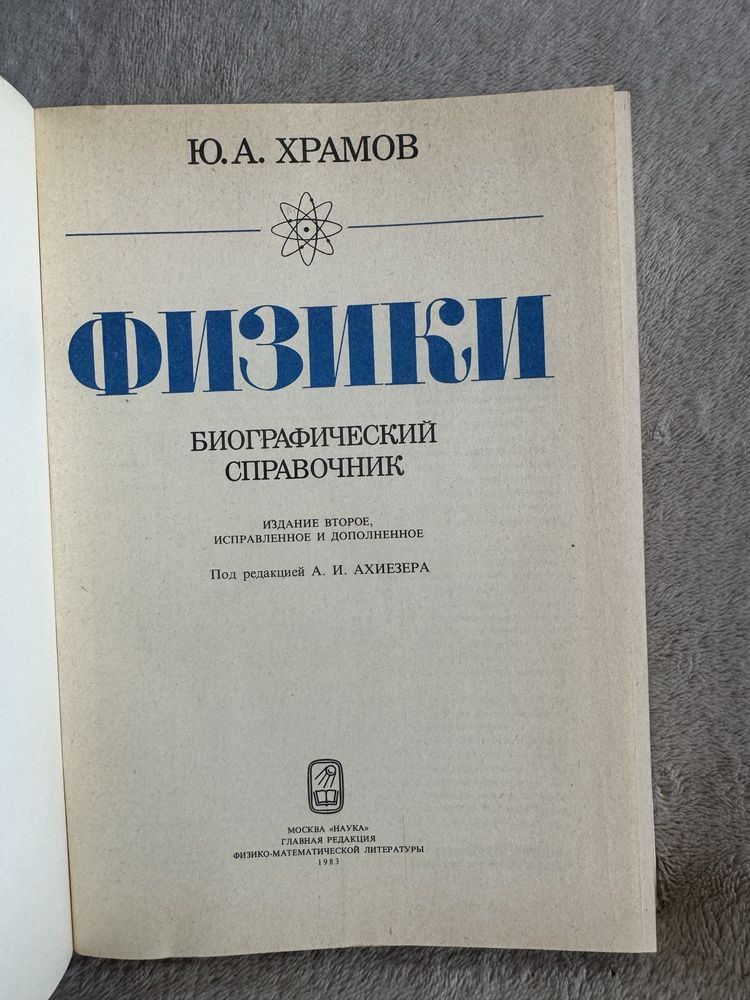 Ю. А. ХРАМОВ
ФИЗИКИ
БИОГРАФИЧЕСКИЙ
СПРАВОЧНИК
ИЗДАНИЕ ВТОРОЕ,
ИСПРАВЛЕННОЕ И ДОПОЛНЕННОЕ
Под редакцией А. И. АХИЕЗЕРА
МОСКВА «НАУКА»
ГЛАВНАЯ РЕДАКЦИЯ
ФИЗИКО-МАТЕМАТИЧЕСКОЙ ЛИТЕРАТУРЫ
1983